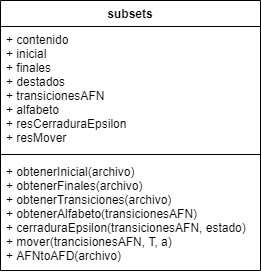 subsets
+ contenido
+ inicial
+ finales
+ destados
+ transicionesAFN
+ alfabeto
+ resCerraduraEpsilon
+ resMover
+ obtenerInicial(archivo)
+ obtenerFinales(archivo)
+ obtenerTransiciones(archivo)
+ obtenerAlfabeto(transicionesAFN)
+ cerraduraEpsilon(transicionesAFN, estado)
+ mover(trancisionesAFN, T, a)
+ AFNtoAFD(archivo)